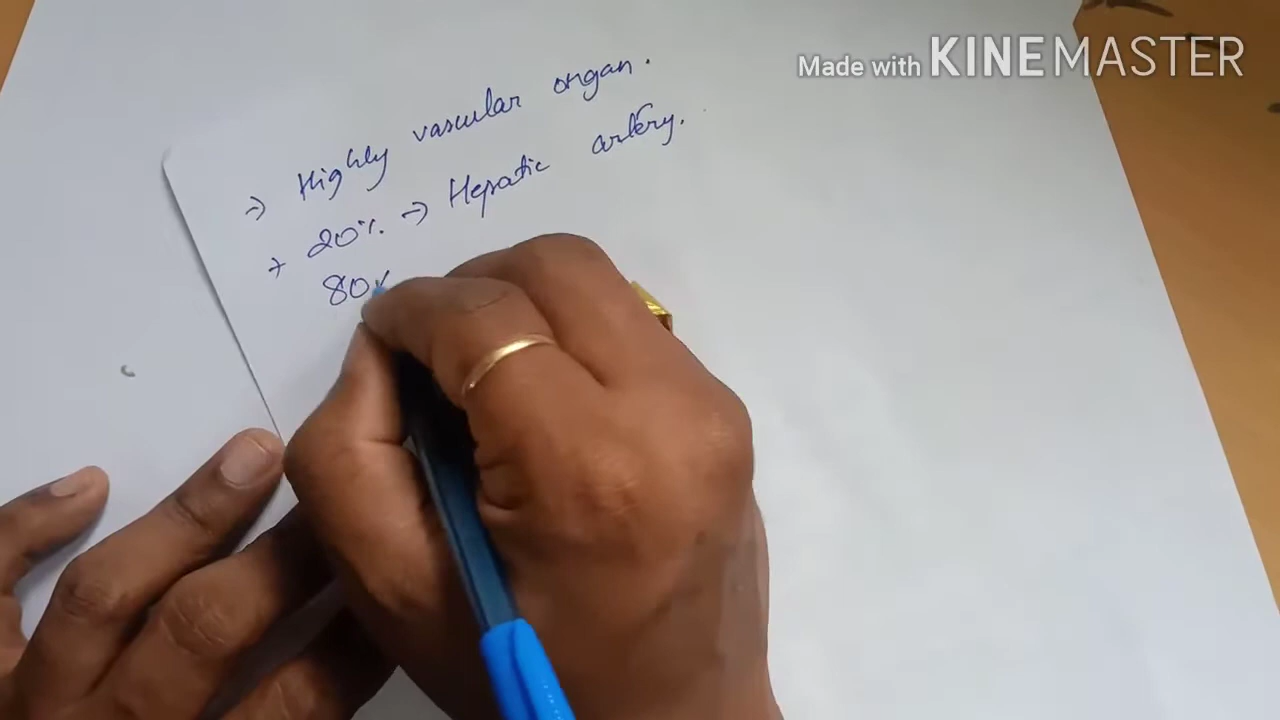 Made with KINEMASTER
→ Highly vascular organ.
→ 20% → Hepatic artery.
80%